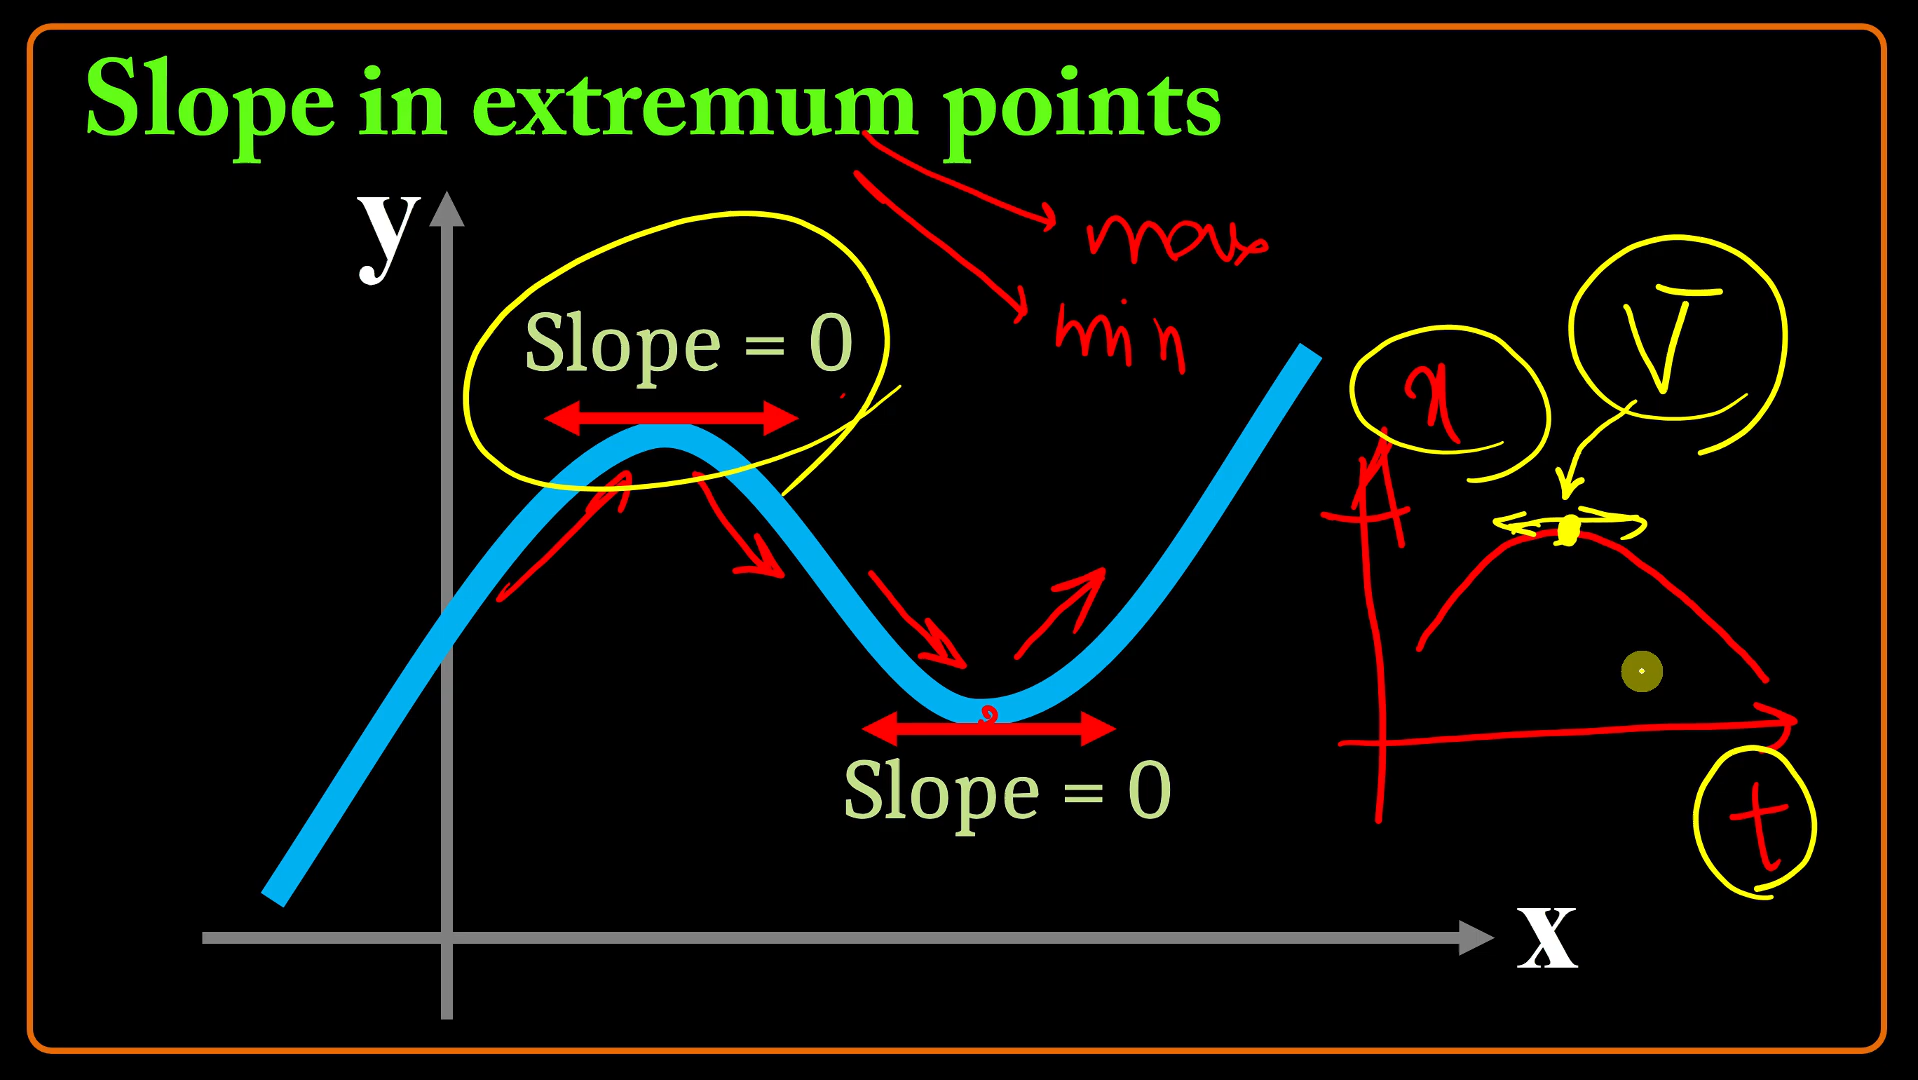 Slope in extremum points
y
max
min
Slope = 0
V
x
Slope = 0
t
x